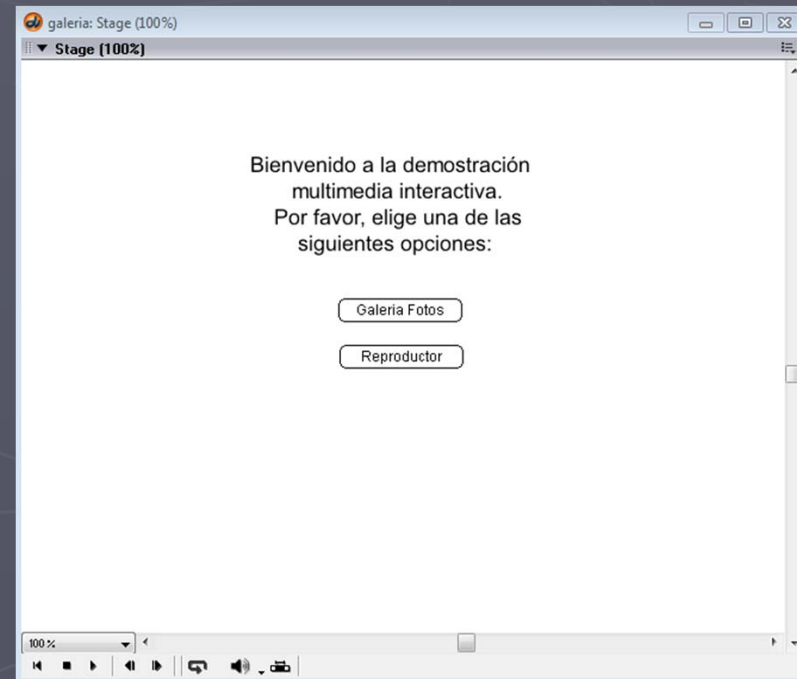 galeria: Stage (100%)
Stage (100%)
Bienvenido a la demostración
multimedia interactiva.
Por favor, elige una de las
siguientes opciones:
Galeria Fotos
Reproductor
100 %